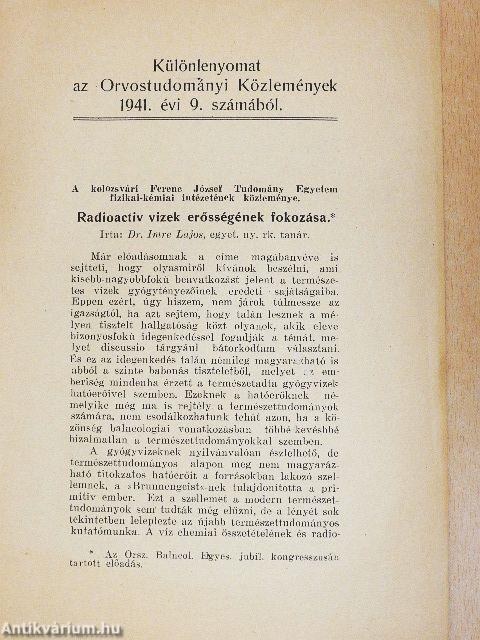 Különlenyomat
az Orvostudományi Közlemények
1941. évi 9. számából.
A kolozsvári Ferenc József Tudomány Egyetem
fizikai-kémiai intézetének közleménye.
Radioactiv vizek erősségének fokozása.*
Irta: Dr. Imre Lajos, egyet. ny. rk. tanár.
Már előadásomnak a címe magábanvéve is
sejtteti, hogy olyasmiről kívánok beszélni, ami
kisebb-nagyobbfokú beavatkozást jelent a természe-
tes vizek gyógytényezőinek eredeti sajátságaiba.
Éppen ezért, úgy hiszem, nem járok túlmessze az
igazságtól, ha azt sejtem, hogy talán lesznek a mé-
lyen tisztelt hallgatóság közt olyanok, akik eleve
bizonyosfokú idegenkedéssel fogadják a témát, me-
lyet discussio tárgyául bátorkodtam választani.
És ez az idegenkedés talán némileg magyarázható is
abból a szinte babonás tiszteletből, melyet az em-
beriség mindenha érzett a természetadta gyógyvizek
hatóerőivel szemben. Ezeknek a hatóerőknek né-
melyike még ma is rejtély a természettudományok
számára, nem csodálkozhatunk tehát azon, ha a kö-
zönség balneologiai vonatkozásban többé-kevésbbé
bizalmatlan a természettudományokkal szemben.
A gyógyvizeknek nyilvánvalóan észlelhető, de
természettudományos alapon meg nem magyaráz-
ható titokzatos hatóerőit a forrásokban lakozó szel-
lemnek, a »Brunnengeist«-nek tulajdonította a pri-
mitív ember. Ezt a szellemet a modern természet-
tudományok sem tudták még elűzni, de a lényét sok
tekintetben leleplezte az újabb természettudományos
kutatómunka. A víz chemiai összetételének és radio-
* Az Orsz. Balneol. Egyes. jubil. kongresszusán
tartott előadás.
Antikvárium.hu